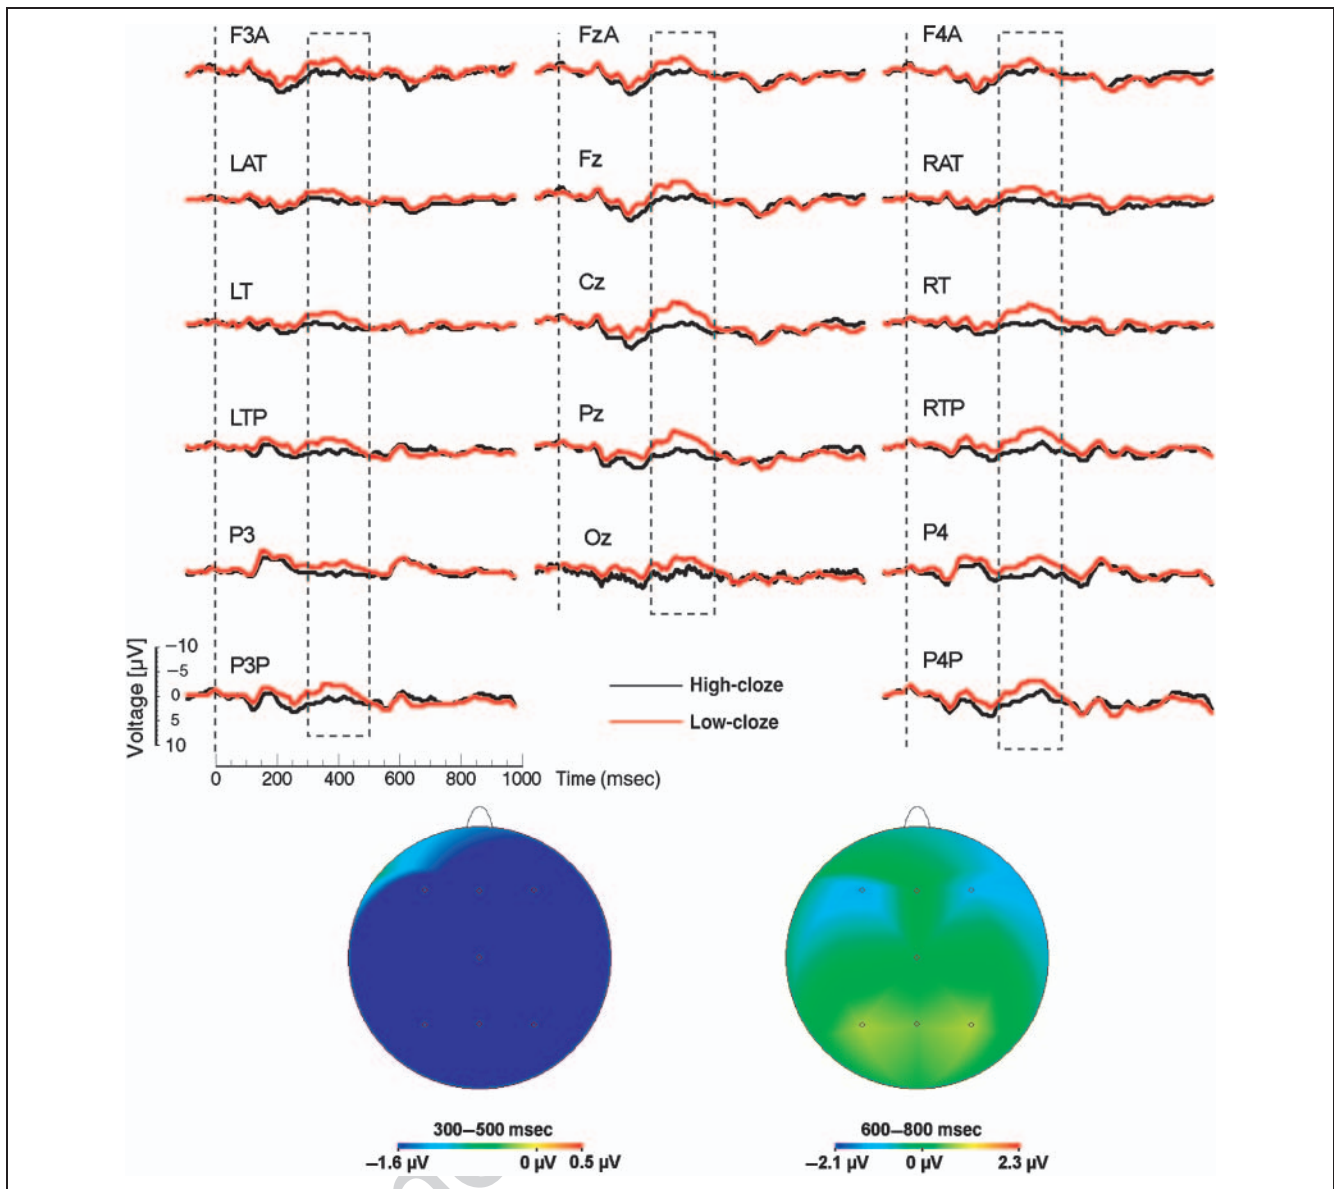 F3A FzA F4A
LAT Fz RAT
LT Cz RT
LTP Pz RTP
P3 Oz P4
Voltage [µV]
−10
−5
0
5
10
P3P P4P
High-cloze
Low-cloze
0 200 400 600 800 1000 Time (msec)
300–500 msec 600–800 msec
−1.6 µV 0 µV 0.5 µV −2.1 µV 0 µV 2.3 µV